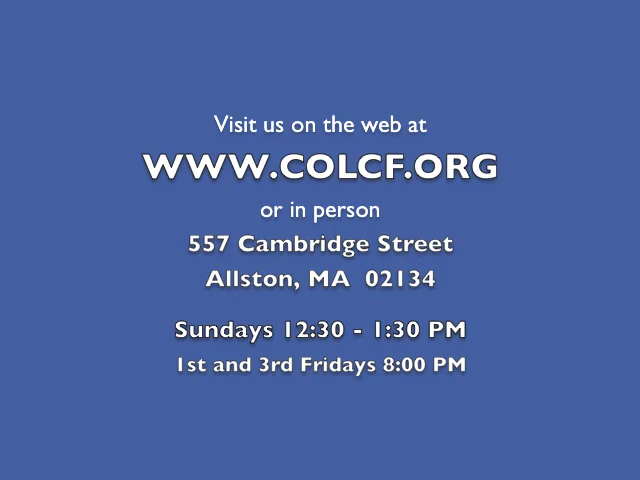 Visit us on the web at
WWW.COLCF.ORG
or in person
557 Cambridge Street
Allston, MA  02134
Sundays 12:30 - 1:30 PM
1st and 3rd Fridays 8:00 PM